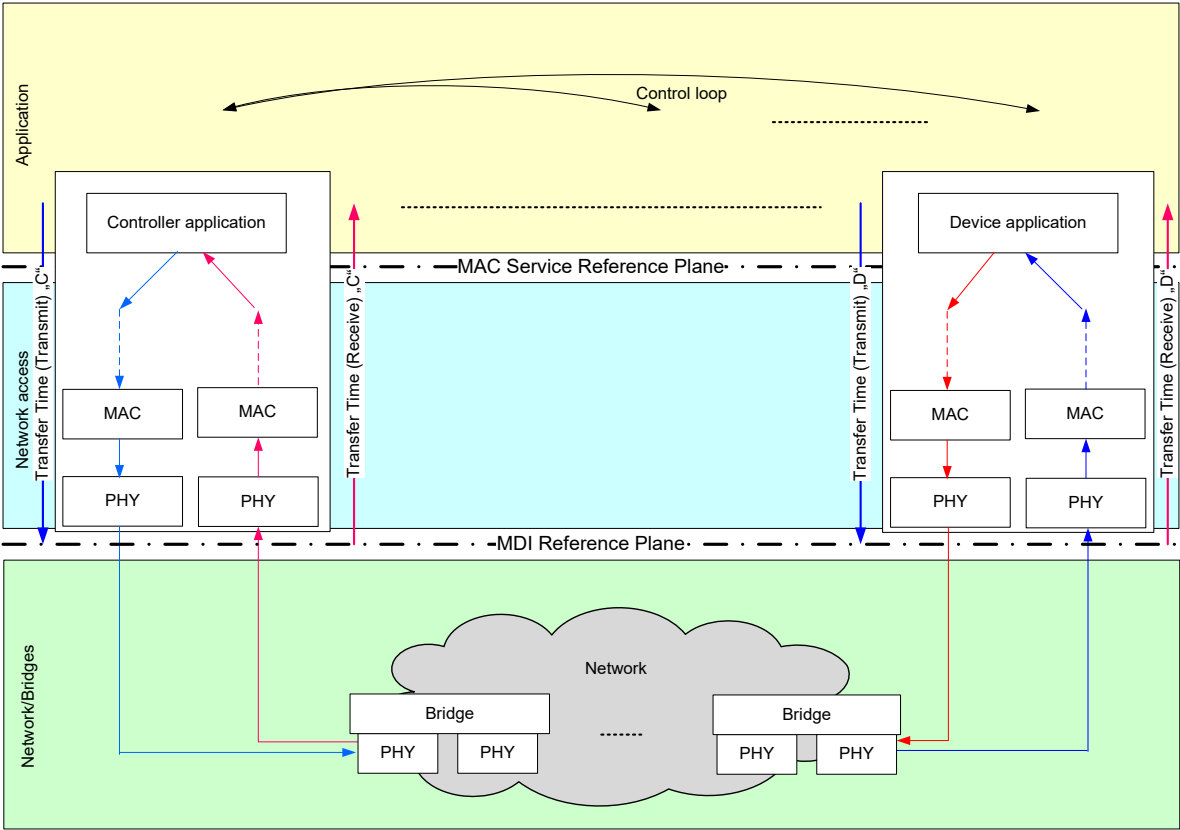 Application
Control loop
Controller application
Device application
MAC Service Reference Plane
Network access
Transfer Time (Transmit) „C“
Transfer Time (Receive) „C“
Transfer Time (Transmit) „D“
Transfer Time (Receive) „D“
MAC
MAC
MAC
MAC
PHY
PHY
PHY
PHY
MDI Reference Plane
Network/Bridges
Network
Bridge
Bridge
PHY
PHY
PHY
PHY